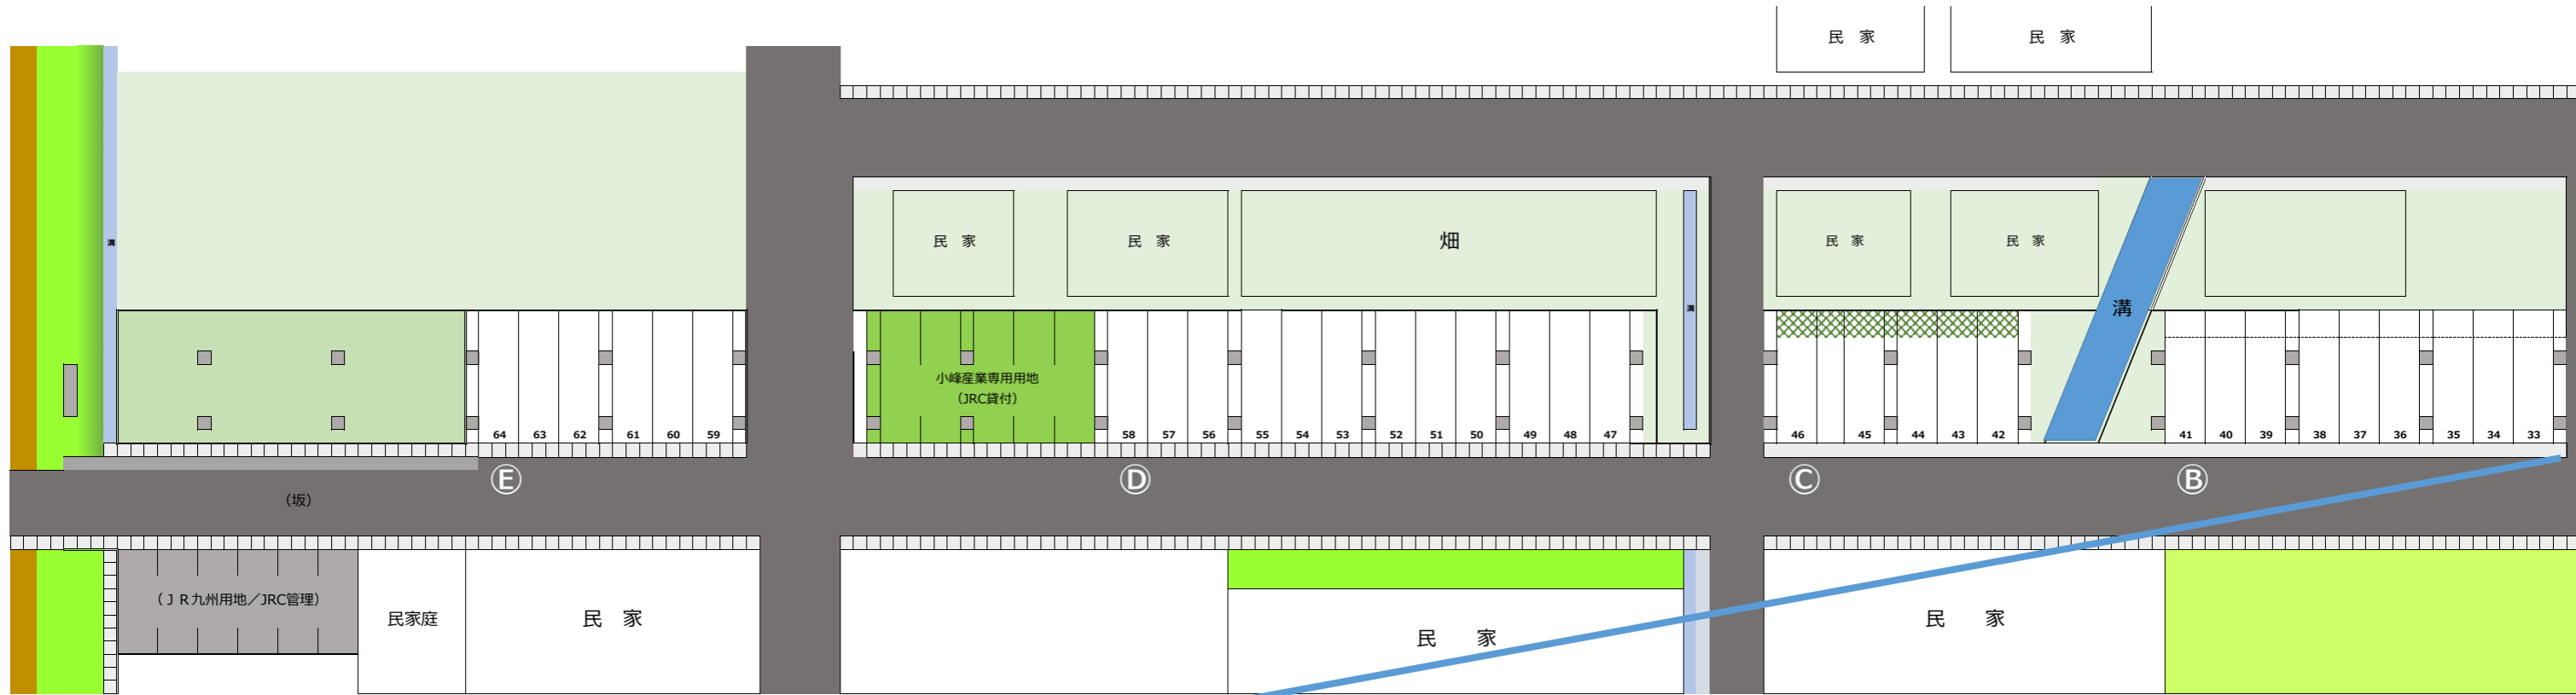 民　家
民　家
溝
民　家
民　家
畑
溝
民　家
民　家
溝
小峰産業専用用地
（JRC貸付）
64 63 62 61 60 59
58 57 56 55 54 53 52 51 50 49 48 47
46 45 44 43 42
41 40 39 38 37 36 35 34 33
Ⓔ
Ⓓ
Ⓒ
Ⓑ
（坂）
（ＪＲ九州用地／JRC管理）
民家庭
民　家
民　　家
民　　家